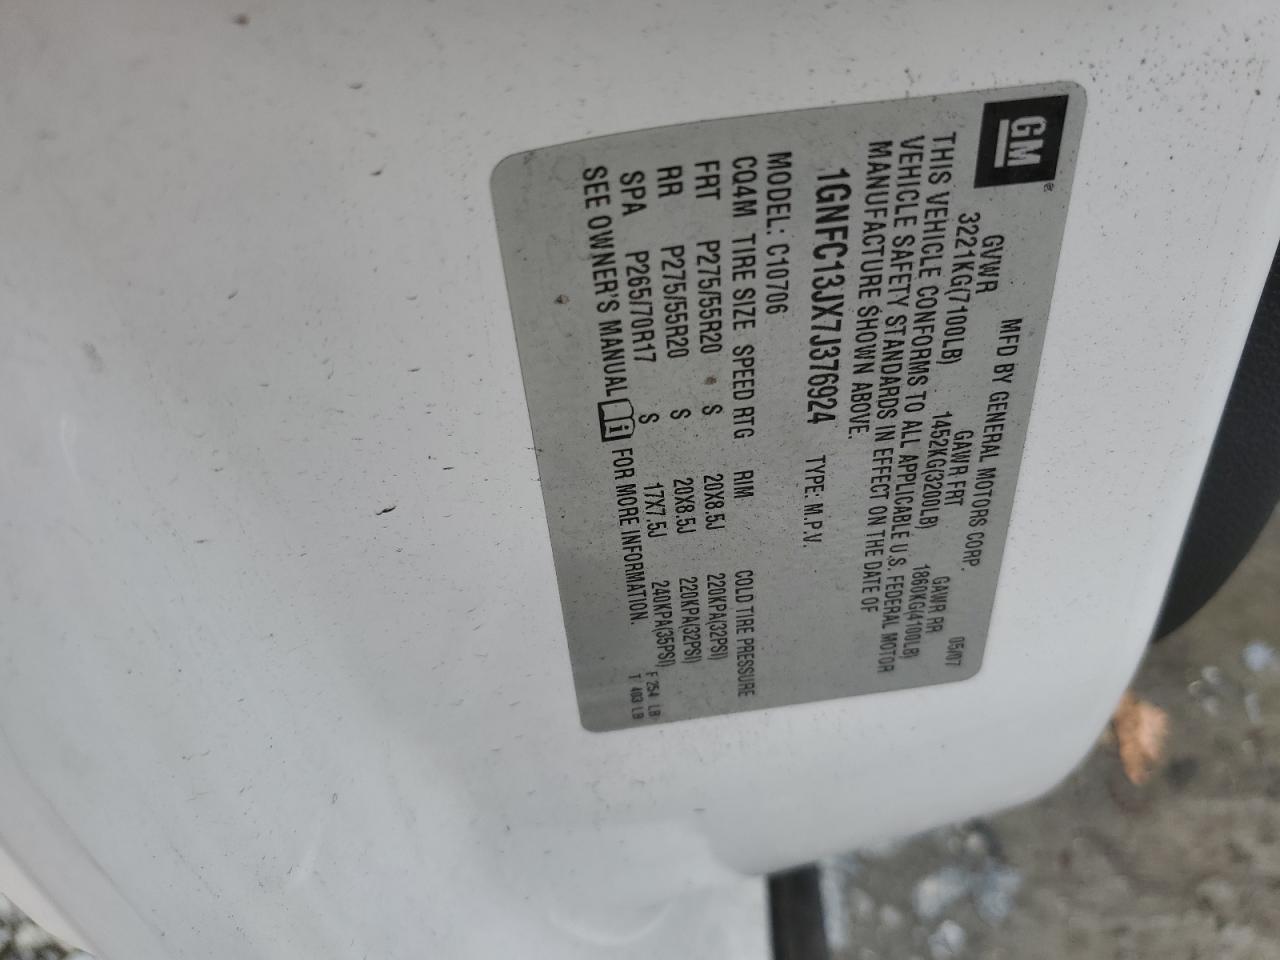 GM
MFD BY GENERAL MOTORS CORP. 05/07
GVWR GAWR FRT GAWR RR
3221KG(7100LB) 1452KG(3200LB) 1860KG(4100LB)
THIS VEHICLE CONFORMS TO ALL APPLICABLE U.S. FEDERAL MOTOR
VEHICLE SAFETY STANDARDS IN EFFECT ON THE DATE OF
MANUFACTURE SHOWN ABOVE.
1GNFC13JX7J376924 TYPE: M.P.V.
MODEL: C10706
CQ4M TIRE SIZE SPEED RTG RIM COLD TIRE PRESSURE
FRT P275/55R20 S 20X8.5J 220KPA(32PSI)
RR P275/55R20 S 20X8.5J 220KPA(32PSI)
SPA P265/70R17 S 17X7.5J 240KPA(35PSI)
SEE OWNER'S MANUAL i FOR MORE INFORMATION.
F 254 LB
T 403 LB